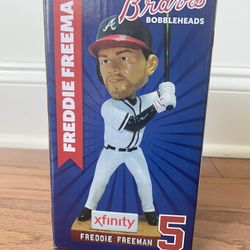 Braves
BOBBLEHEADS
FREDDIE FREEMA
A
xfinity
FREDDIE FREEMAN
5